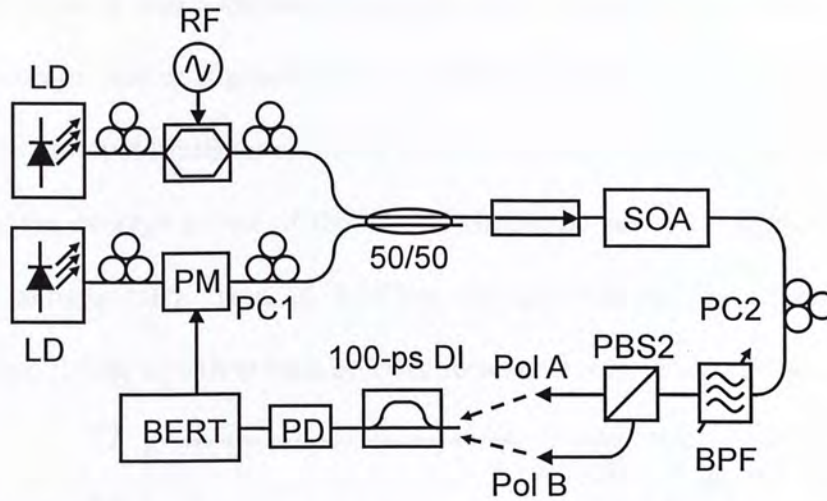 RF
LD
SOA
50/50
PM
PC1
LD
PC2
100-ps DI
Pol A
PBS2
BERT
PD
BPF
Pol B